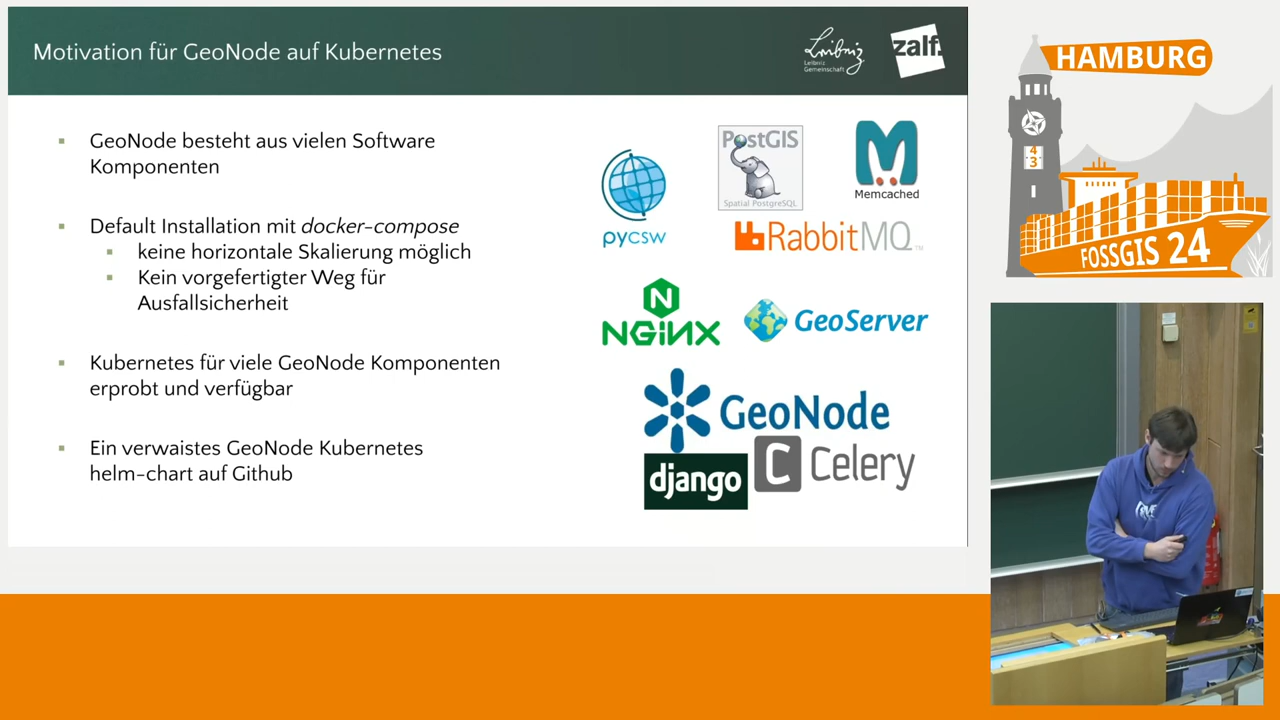 Motivation für GeoNode auf Kubernetes
Leibniz
Leibniz
Gemeinschaft
zalf.
▪ GeoNode besteht aus vielen Software
Komponenten
▪ Default Installation mit docker-compose
▪ keine horizontale Skalierung möglich
▪ Kein vorgefertigter Weg für
Ausfallsicherheit
▪ Kubernetes für viele GeoNode Komponenten
erprobt und verfügbar
▪ Ein verwaistes GeoNode Kubernetes
helm-chart auf Github
pycsw
PostGIS
Spatial PostgreSQL
Memcached
RabbitMQ™
NGiNX
GeoServer
GeoNode
django
C Celery
HAMBURG
4
3
FOSSGIS 24